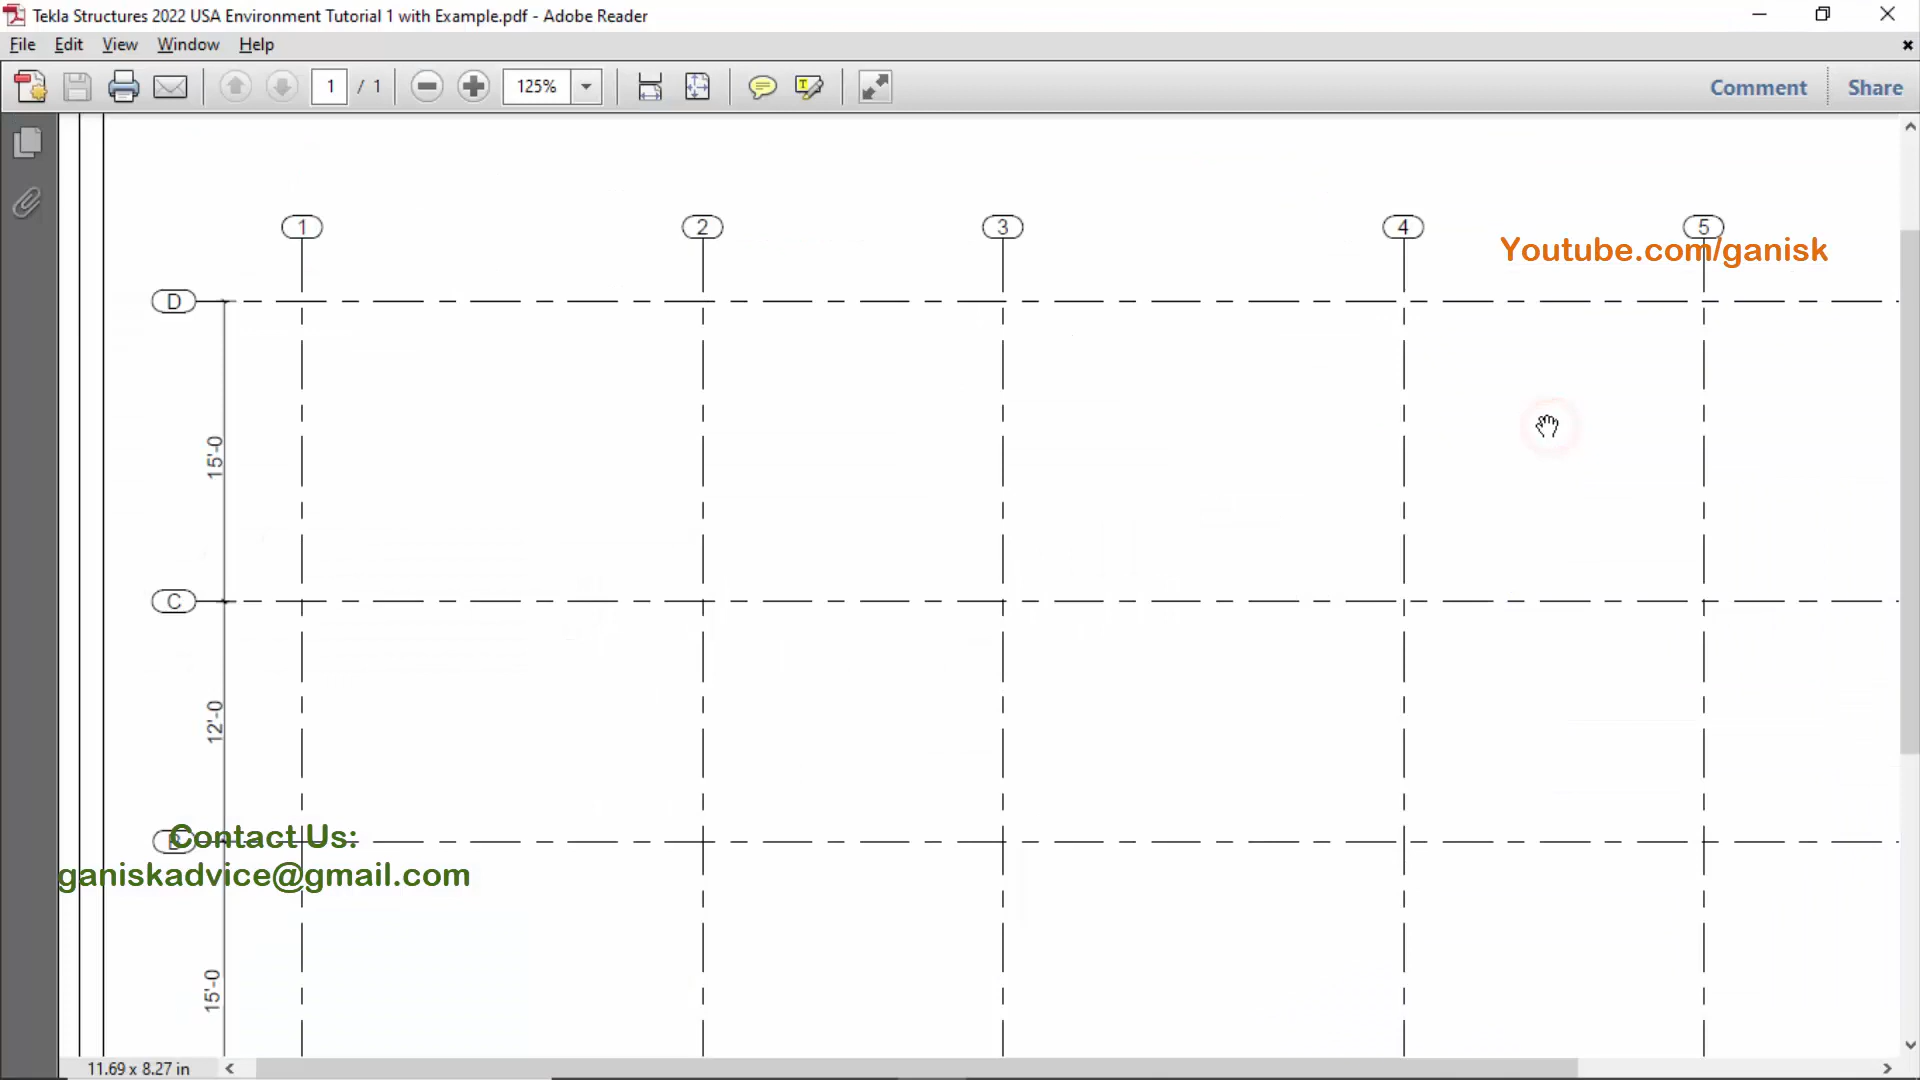 Tekla Structures 2022 USA Environment Tutorial 1 with Example.pdf - Adobe Reader
File Edit View Window Help
1 / 1 125% T Comment Share
1 2 3 4 5
Youtube.com/ganisk
D
15'-0
C
12'-0
B
Contact Us:
ganiskadvice@gmail.com
15'-0
11.69 x 8.27 in